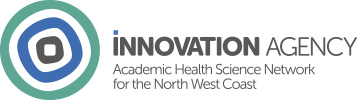 iNNOVATION AGENCY
Academic Health Science Network
for the North West Coast